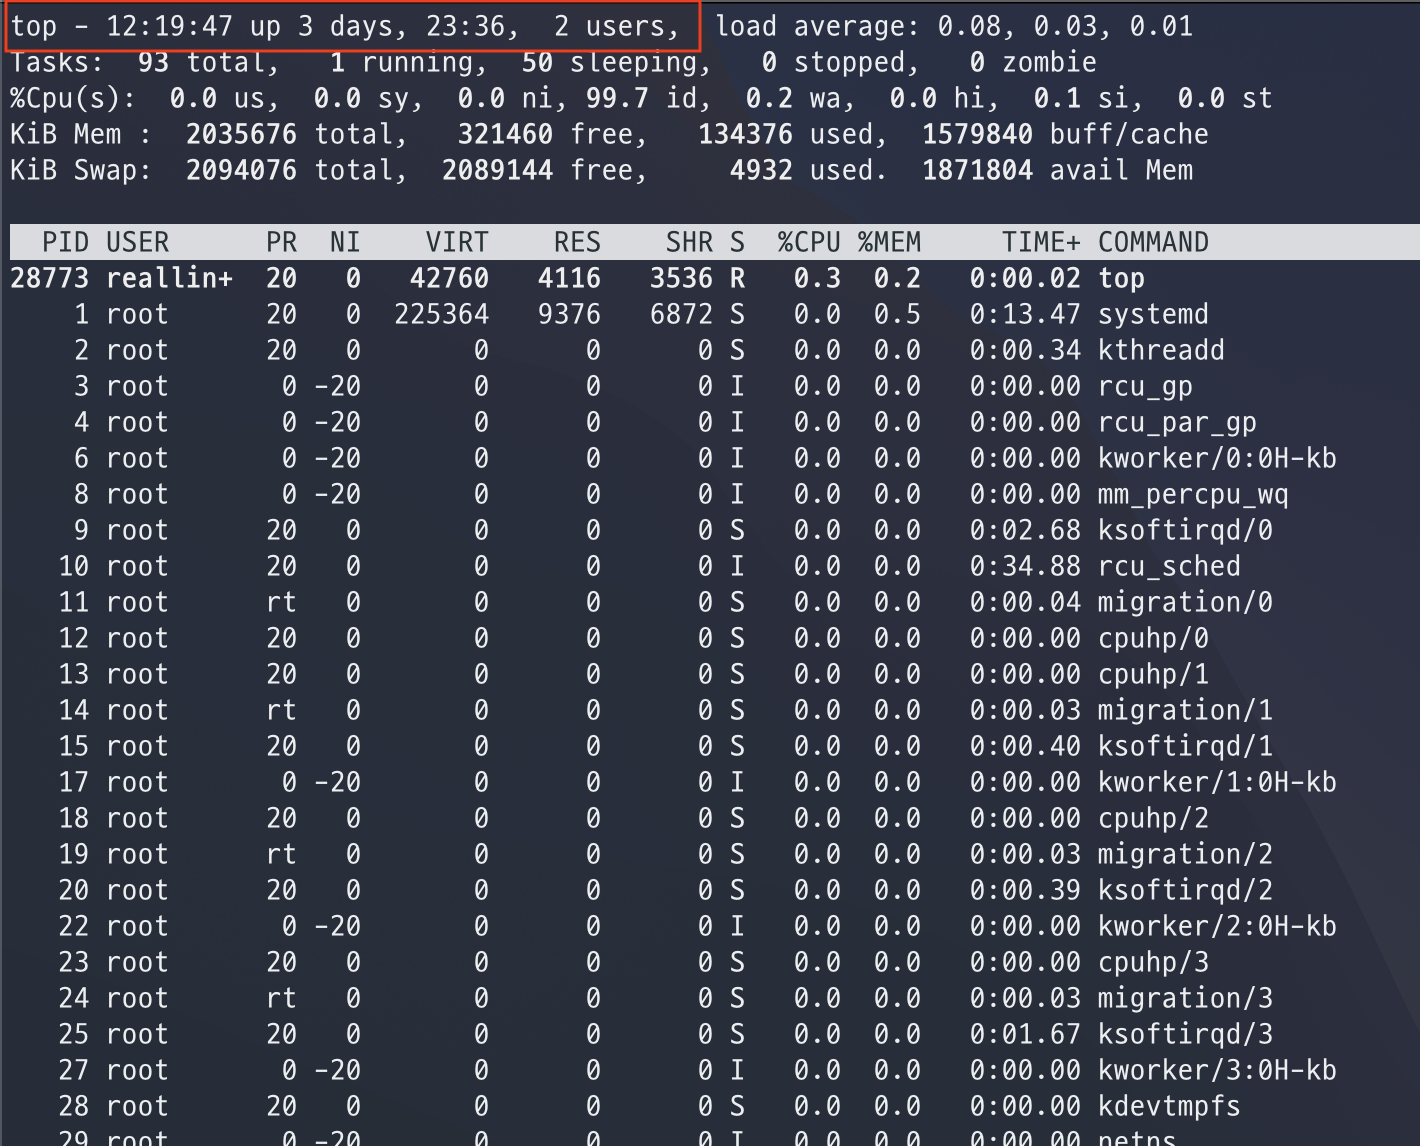 top - 12:19:47 up 3 days, 23:36,  2 users,  load average: 0.08, 0.03, 0.01
Tasks:  93 total,   1 running,  50 sleeping,   0 stopped,   0 zombie
%Cpu(s):  0.0 us,  0.0 sy,  0.0 ni, 99.7 id,  0.2 wa,  0.0 hi,  0.1 si,  0.0 st
KiB Mem :  2035676 total,   321460 free,   134376 used,  1579840 buff/cache
KiB Swap:  2094076 total,  2089144 free,     4932 used.  1871804 avail Mem
PID USER      PR  NI    VIRT    RES    SHR S  %CPU %MEM     TIME+ COMMAND
28773 reallin+  20   0   42760   4116   3536 R   0.3  0.2   0:00.02 top
1 root      20   0  225364   9376   6872 S   0.0  0.5   0:13.47 systemd
2 root      20   0       0      0      0 S   0.0  0.0   0:00.34 kthreadd
3 root       0 -20       0      0      0 I   0.0  0.0   0:00.00 rcu_gp
4 root       0 -20       0      0      0 I   0.0  0.0   0:00.00 rcu_par_gp
6 root       0 -20       0      0      0 I   0.0  0.0   0:00.00 kworker/0:0H-kb
8 root       0 -20       0      0      0 I   0.0  0.0   0:00.00 mm_percpu_wq
9 root      20   0       0      0      0 S   0.0  0.0   0:02.68 ksoftirqd/0
10 root      20   0       0      0      0 I   0.0  0.0   0:34.88 rcu_sched
11 root      rt   0       0      0      0 S   0.0  0.0   0:00.04 migration/0
12 root      20   0       0      0      0 S   0.0  0.0   0:00.00 cpuhp/0
13 root      20   0       0      0      0 S   0.0  0.0   0:00.00 cpuhp/1
14 root      rt   0       0      0      0 S   0.0  0.0   0:00.03 migration/1
15 root      20   0       0      0      0 S   0.0  0.0   0:00.40 ksoftirqd/1
17 root       0 -20       0      0      0 I   0.0  0.0   0:00.00 kworker/1:0H-kb
18 root      20   0       0      0      0 S   0.0  0.0   0:00.00 cpuhp/2
19 root      rt   0       0      0      0 S   0.0  0.0   0:00.03 migration/2
20 root      20   0       0      0      0 S   0.0  0.0   0:00.39 ksoftirqd/2
22 root       0 -20       0      0      0 I   0.0  0.0   0:00.00 kworker/2:0H-kb
23 root      20   0       0      0      0 S   0.0  0.0   0:00.00 cpuhp/3
24 root      rt   0       0      0      0 S   0.0  0.0   0:00.03 migration/3
25 root      20   0       0      0      0 S   0.0  0.0   0:01.67 ksoftirqd/3
27 root       0 -20       0      0      0 I   0.0  0.0   0:00.00 kworker/3:0H-kb
28 root      20   0       0      0      0 S   0.0  0.0   0:00.00 kdevtmpfs
29 root       0 -20       0      0      0 I   0.0  0.0   0:00.00 netns